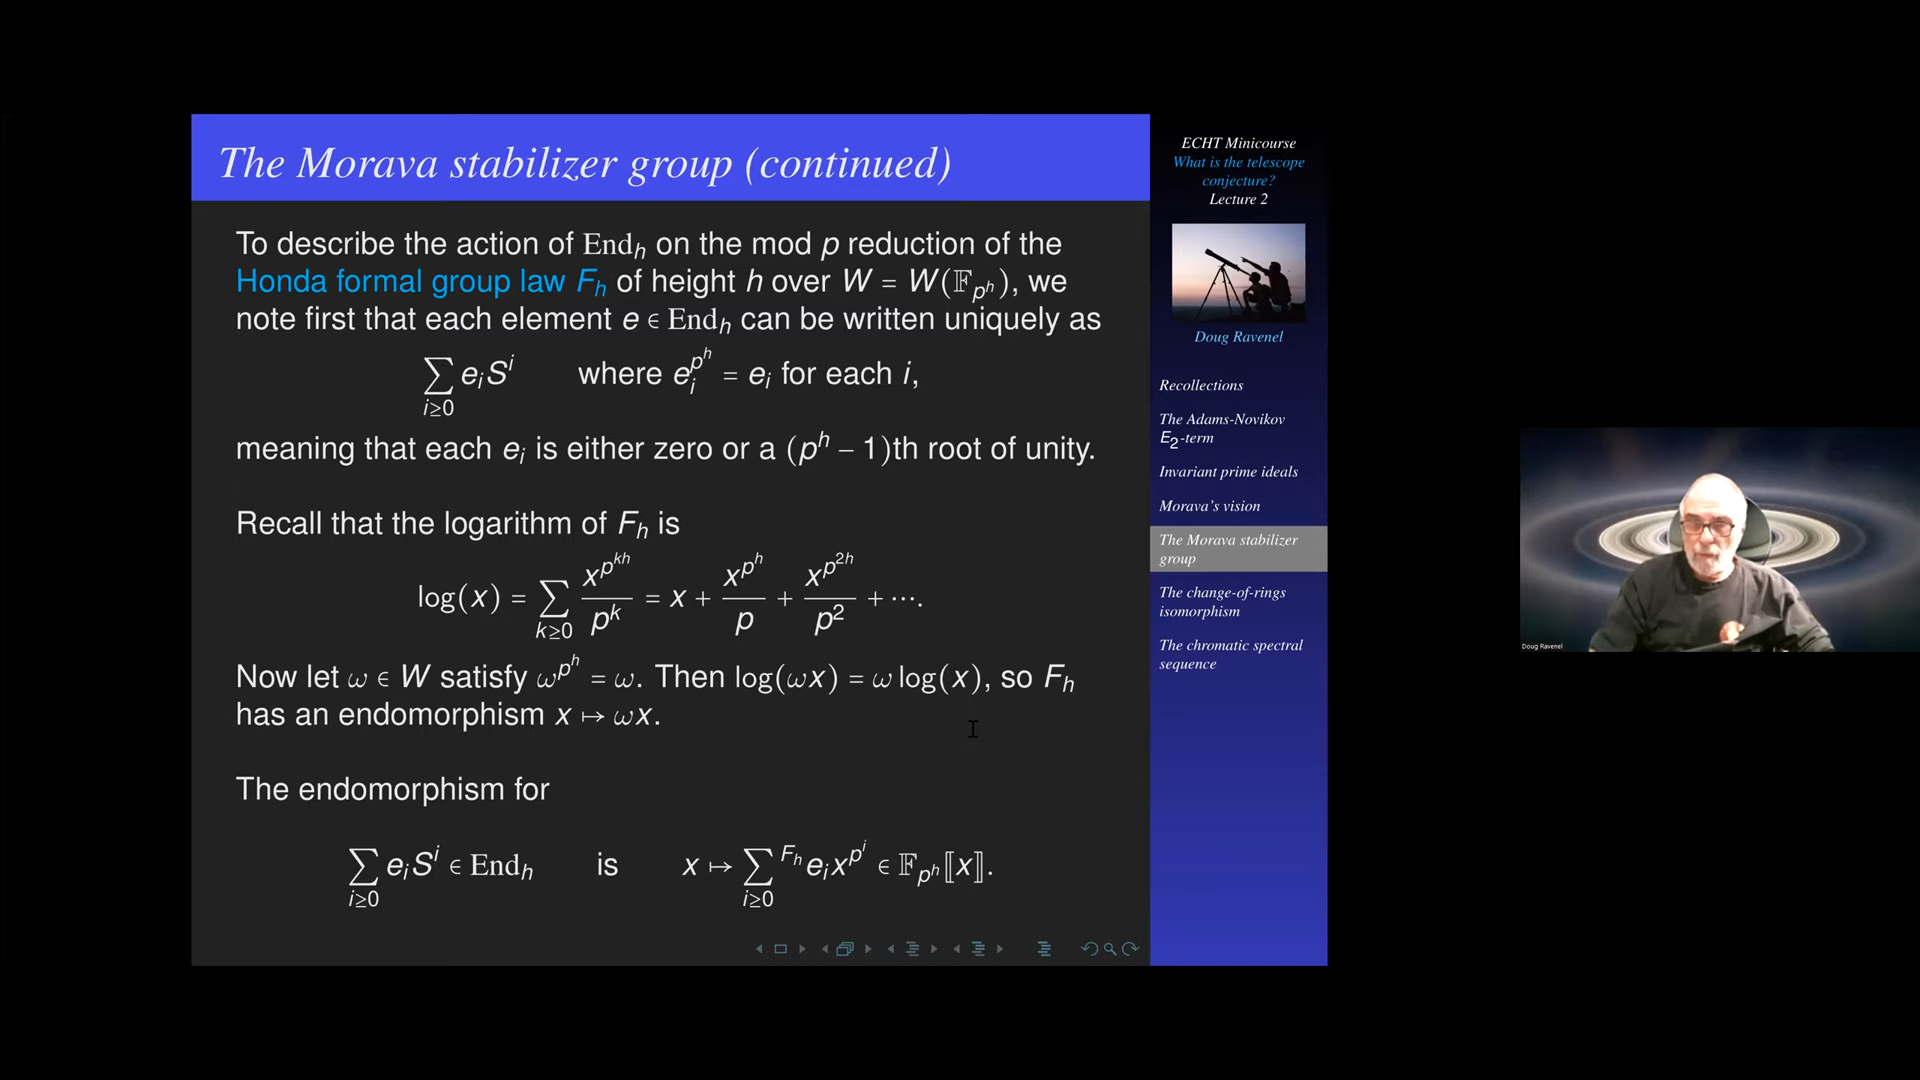 The Morava stabilizer group (continued)
To describe the action of End_h on the mod p reduction of the
Honda formal group law F_h of height h over W = W(𝔽_{p^h}), we
note first that each element e ∈ End_h can be written uniquely as
∑_{i≥0} e_i S^i where e_i^{p^h} = e_i for each i,
meaning that each e_i is either zero or a (p^h – 1)th root of unity.
Recall that the logarithm of F_h is
log(x) = ∑_{k≥0} x^{p^{kh}}/p^k = x + x^{p^h}/p + x^{p^{2h}}/p^2 + ⋯.
Now let ω ∈ W satisfy ω^{p^h} = ω. Then log(ωx) = ω log(x), so F_h
has an endomorphism x ↦ ωx.
The endomorphism for
∑_{i≥0} e_i S^i ∈ End_h is x ↦ ∑_{i≥0}^{F_h} e_i x^{p^i} ∈ 𝔽_{p^h}⟦x⟧.
ECHT Minicourse
What is the telescope
conjecture?
Lecture 2
Doug Ravenel
Recollections
The Adams-Novikov
E_2-term
Invariant prime ideals
Morava's vision
The Morava stabilizer
group
The change-of-rings
isomorphism
The chromatic spectral
sequence
Doug Ravenel